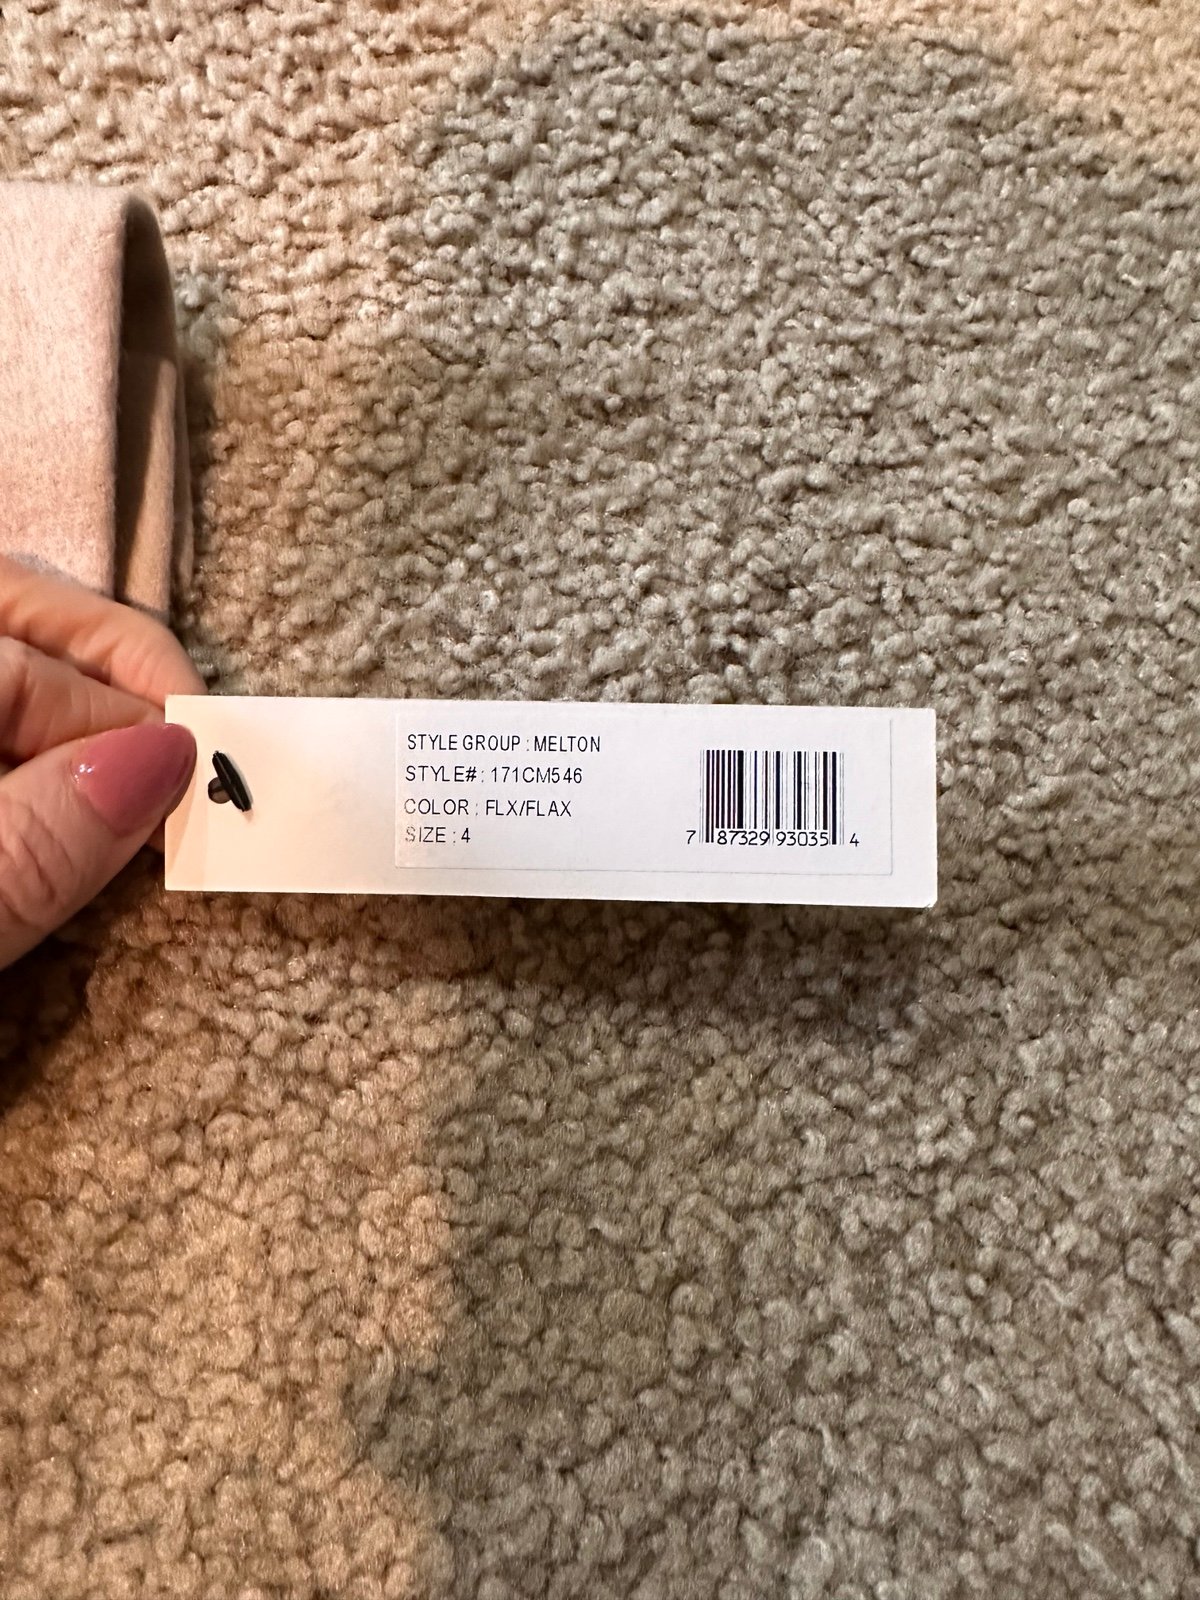 STYLE GROUP : MELTON
STYLE# : 171CM546
COLOR : FLX/FLAX
SIZE : 4
7 87329 93035 4